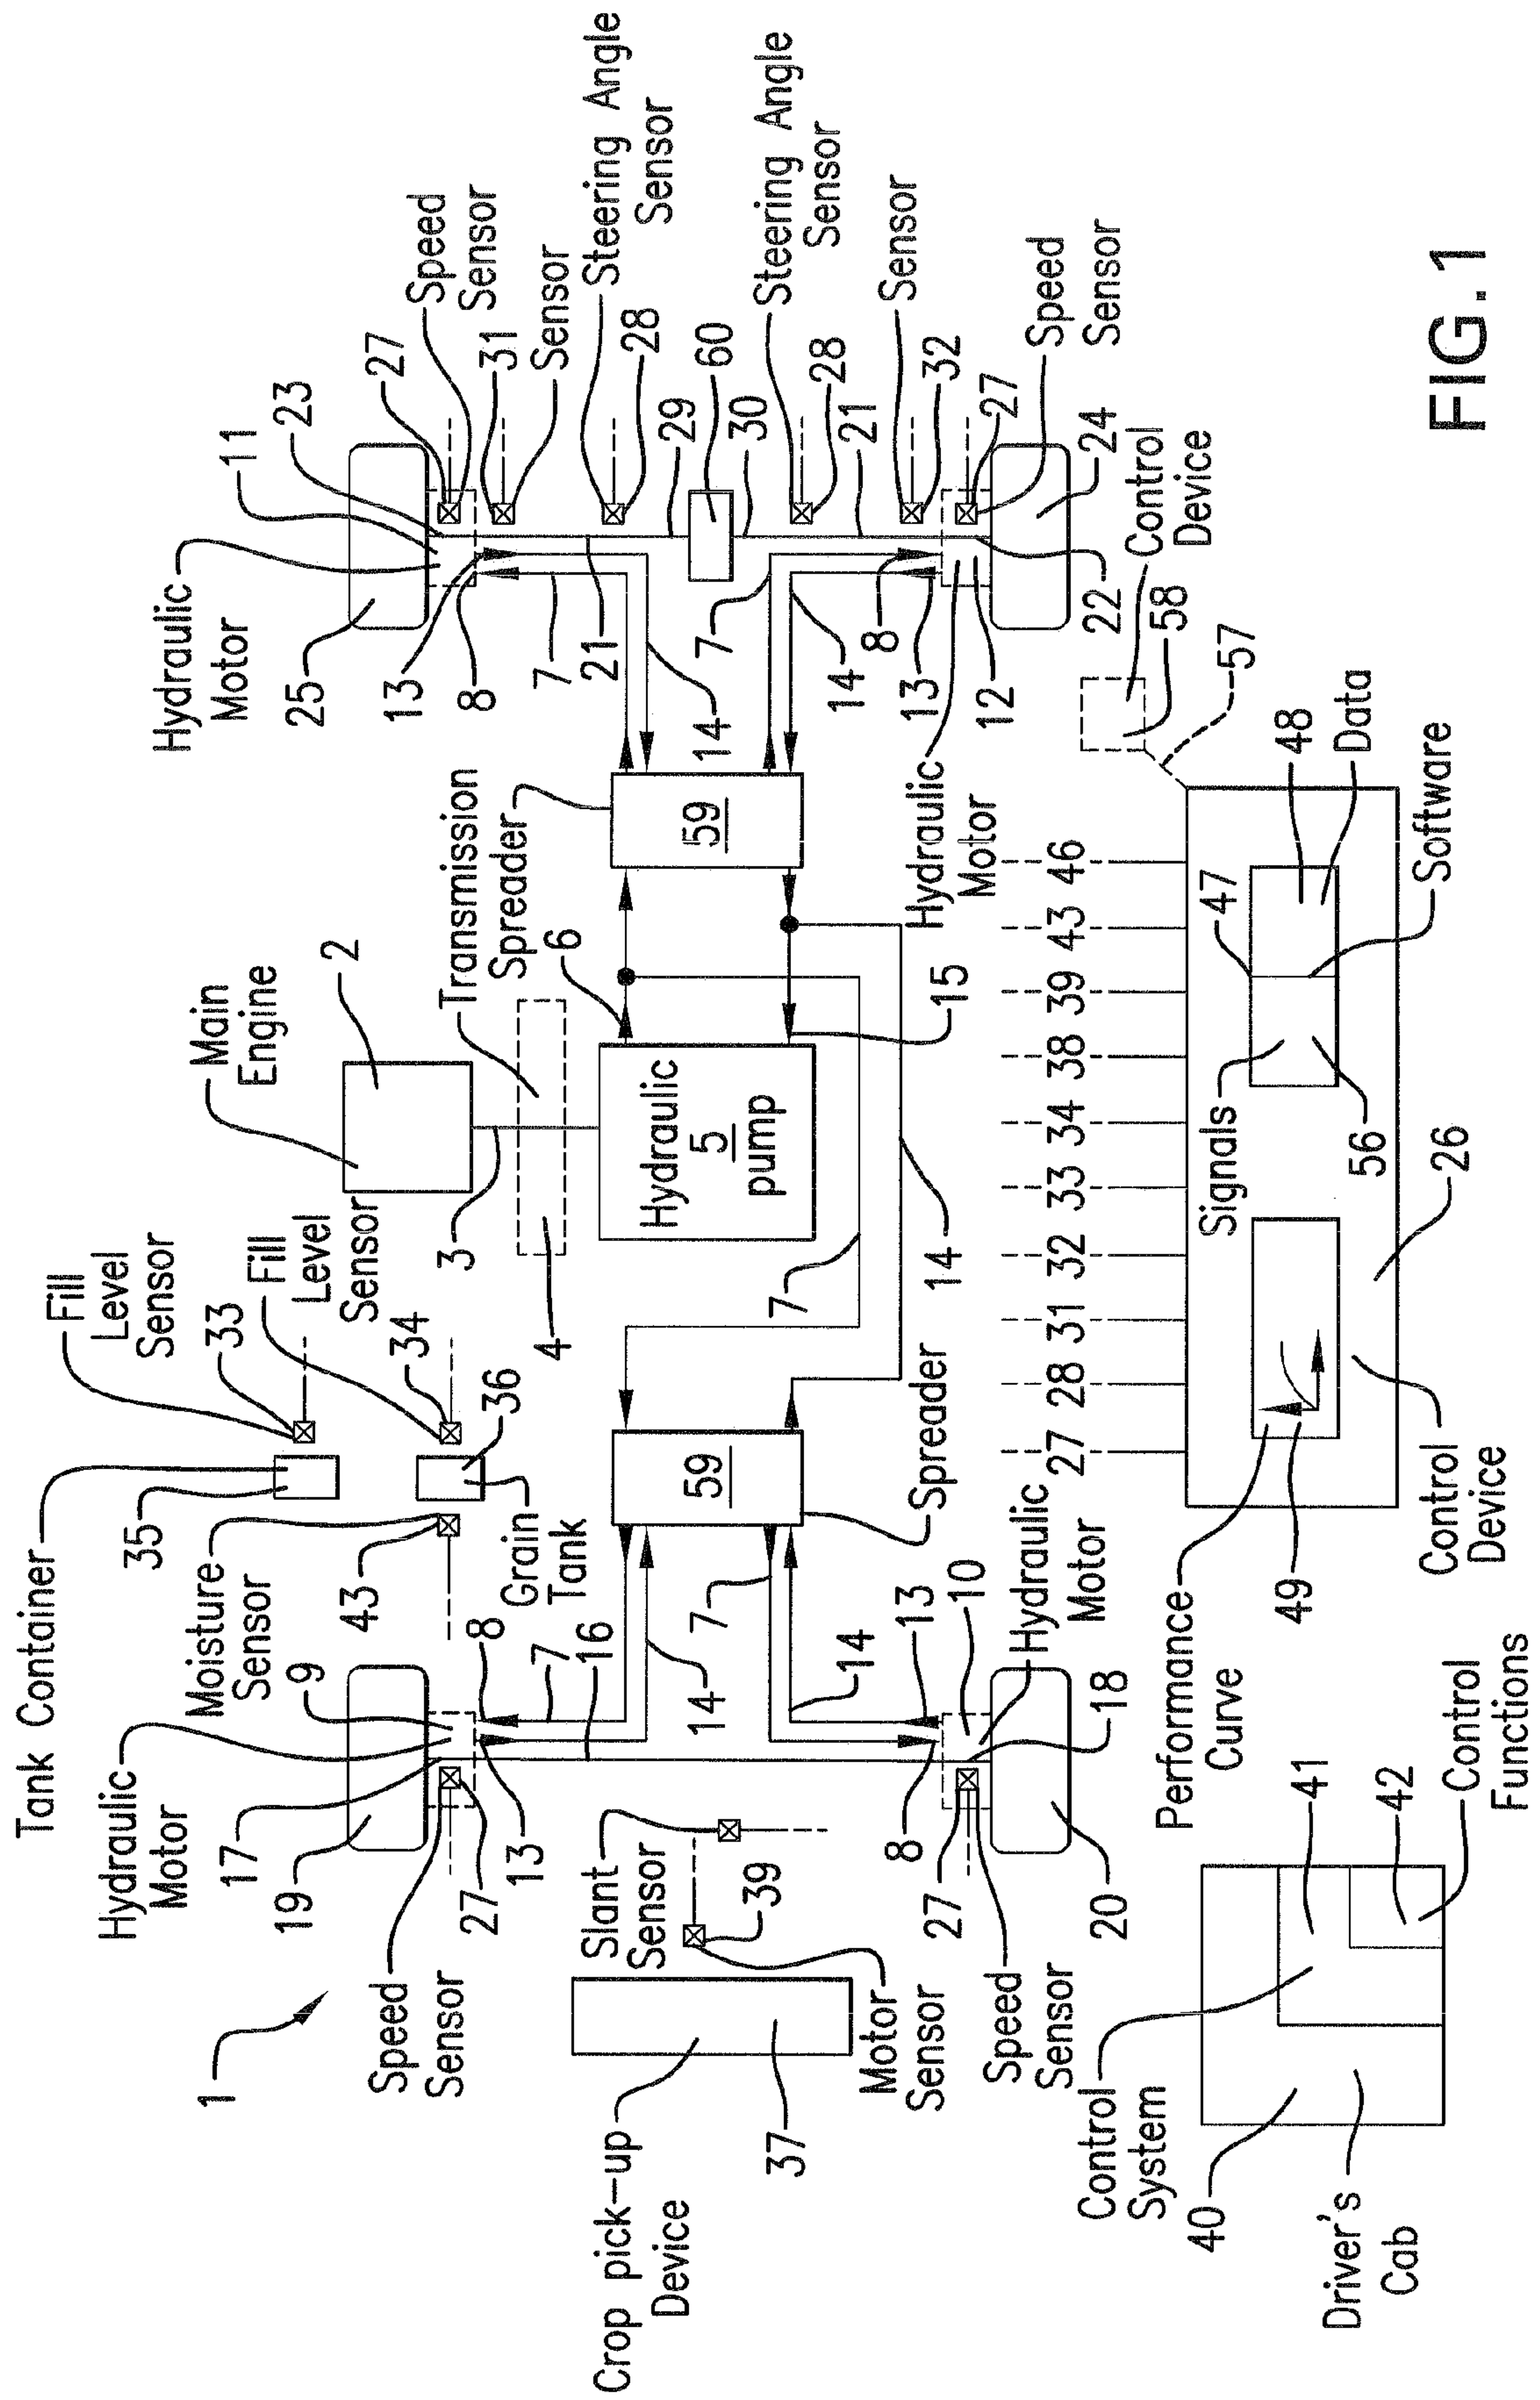 Tank Container
Fill
Level
Sensor
33
35
Fill
Level
Sensor
34
36
Grain
Tank
Moisture
Sensor
43
Main
Engine
2
3
4
Transmission
Spreader
6
Hydraulic
5
pump
15
7
14
Hydraulic
Motor
17
19
9
8
7
16
13
27
Speed
Sensor
1
Slant
Sensor
39
Motor
Sensor
Crop pick-up
Device
37
14
7
14
13
8
10
Hydraulic
Motor
18
20
27
Speed
Sensor
59
Spreader
59
Hydraulic
Motor
25
11
23
27
Speed
Sensor
31
Sensor
13
8
7
21
14
Steering Angle
Sensor
28
29
60
30
Steering Angle
Sensor
28
21
7
14
8
13
12
Hydraulic
Motor
Sensor
32
27
Speed
Sensor
22
24
Control
Device
58
57
27
28
31
32
33
34
38
39
43
46
Performance
Curve
49
Control
Device
26
Signals
56
47
48
Data
Software
Control
System
40
Driver's
Cab
41
42
Control
Functions
FIG.1